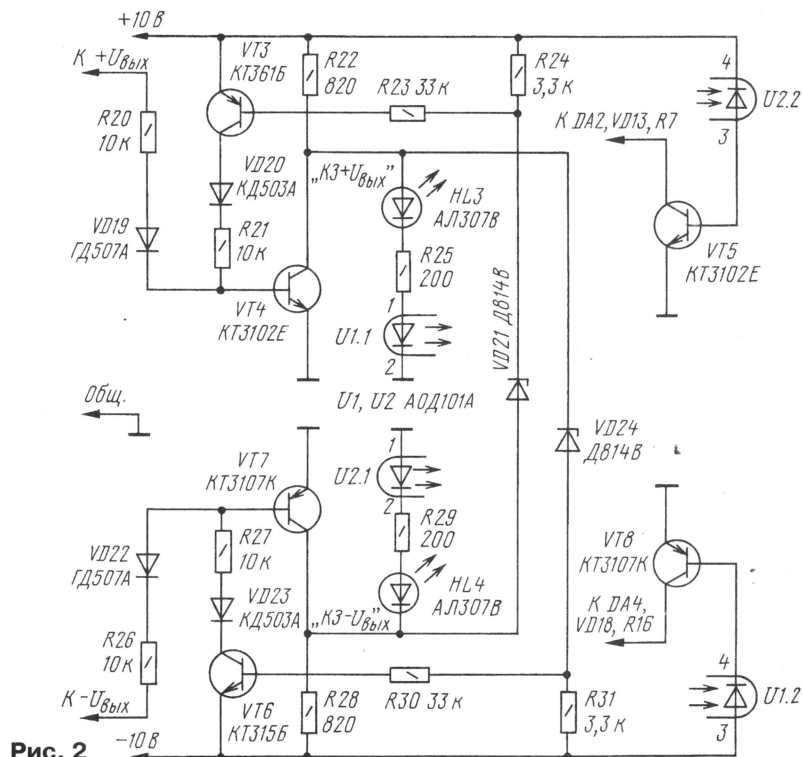 +10 В
К +Uвых
VT3
КТ361Б
R22
820
R23 33 к
R24
3,3 к
4
U2.2
3
R20
10 к
К DA2, VD13, R7
VD20
КД503А
„КЗ+Uвых”
HL3
АЛ307В
VD19
ГД507А
R21
10 к
R25
200
VT5
КТ3102Е
VT4
КТ3102Е
1
U1.1
2
VD21 Д814В
U1, U2 АОД101А
Общ.
VD24
Д814В
VT7
КТ3107К
1
U2.1
2
R27
10 к
R29
200
VT8
КТ3107К
VD22
ГД507А
VD23
КД503А
HL4
АЛ307В
„КЗ-Uвых”
К DA4,
VD18, R16
R26
10 к
4
U1.2
3
К-Uвых
VT6
КТ315Б
R28
820
R30 33 к
R31
3,3 к
Рис. 2
-10 В